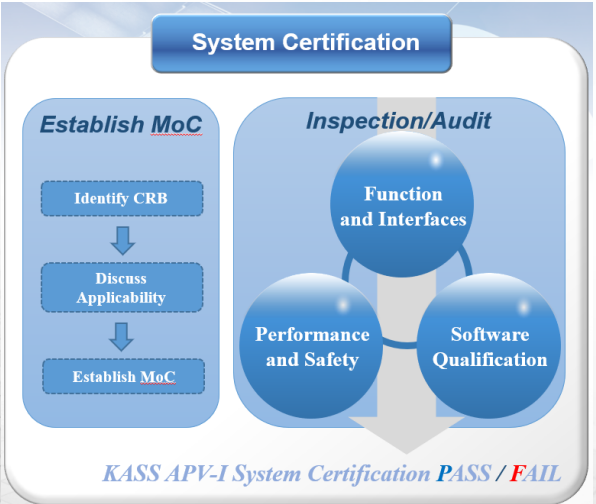 System Certification
Establish MoC
Identify CRB
Discuss
Applicability
Establish MoC
Inspection/Audit
Function
and Interfaces
Performance
and Safety
Software
Qualification
KASS APV-I System Certification PASS / FAIL